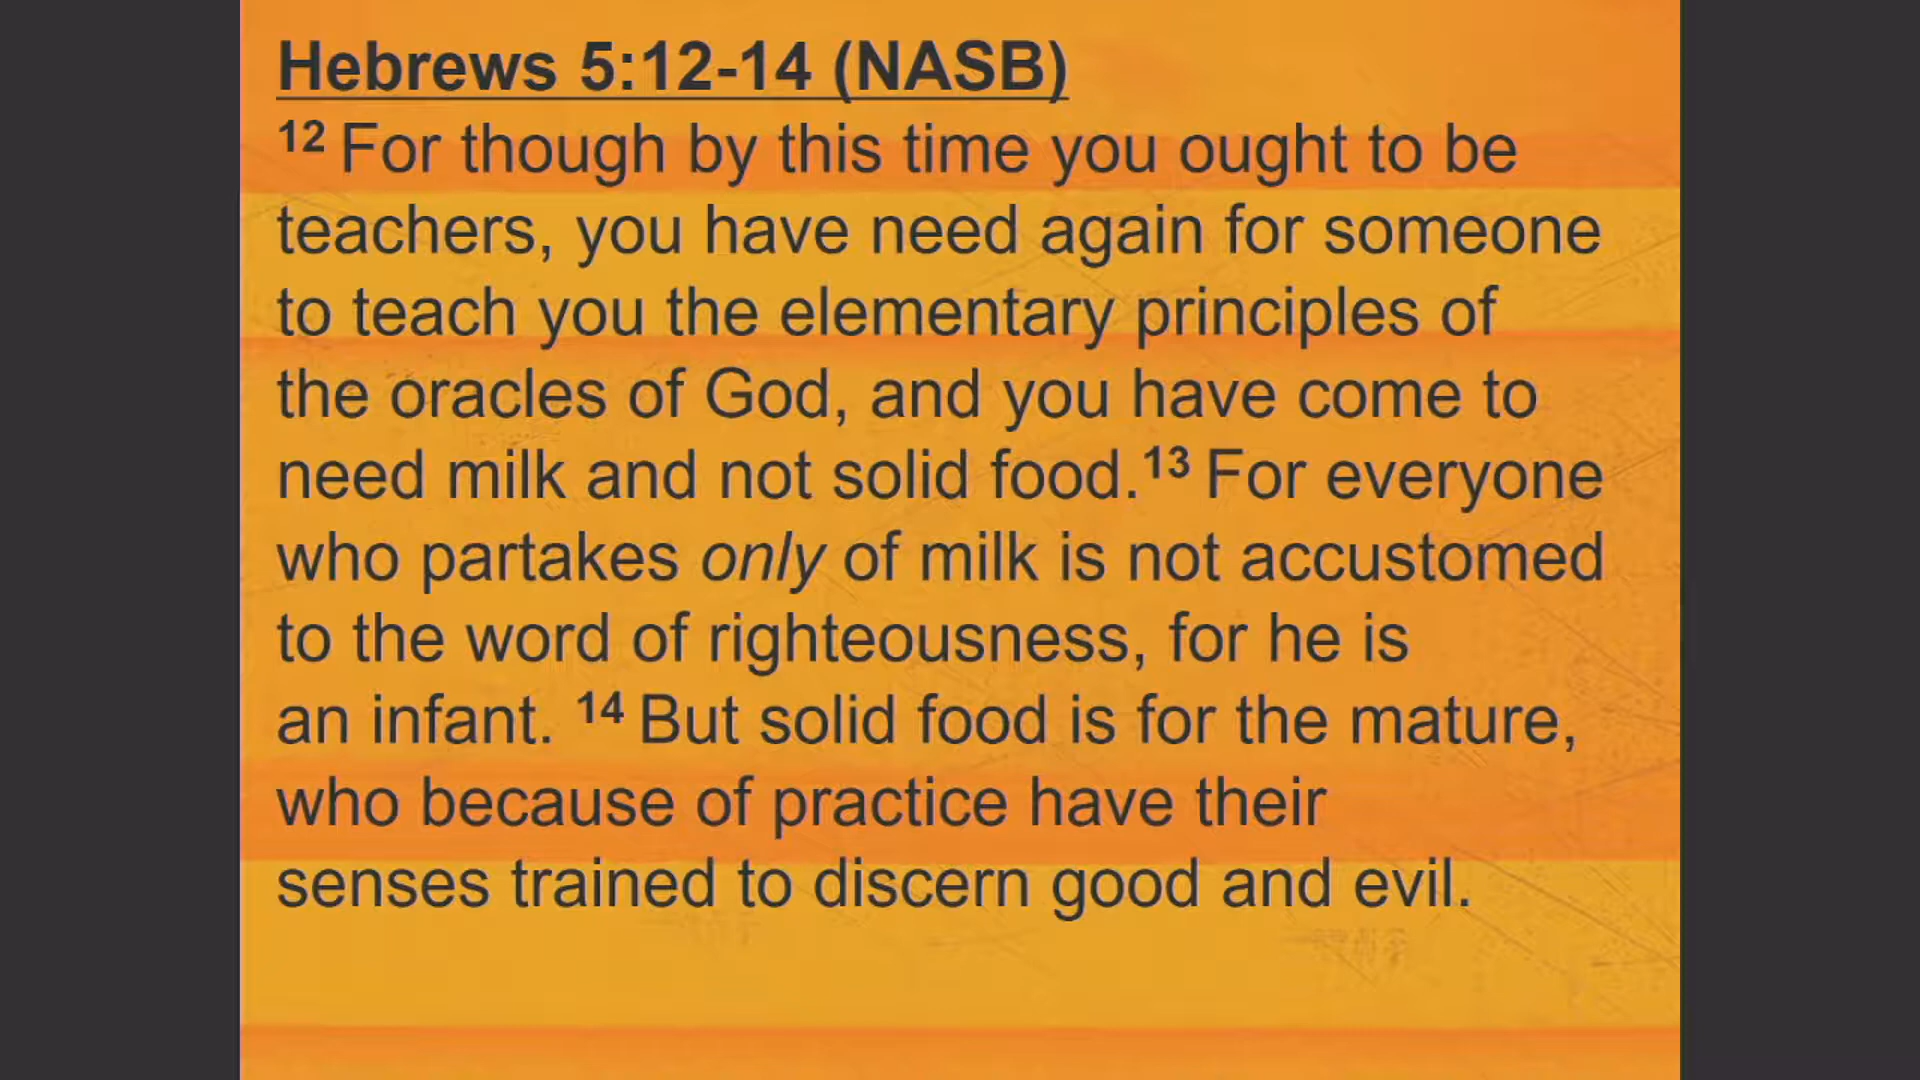 Hebrews 5:12-14 (NASB)
12 For though by this time you ought to be
teachers, you have need again for someone
to teach you the elementary principles of
the oracles of God, and you have come to
need milk and not solid food.13 For everyone
who partakes only of milk is not accustomed
to the word of righteousness, for he is
an infant. 14 But solid food is for the mature,
who because of practice have their
senses trained to discern good and evil.